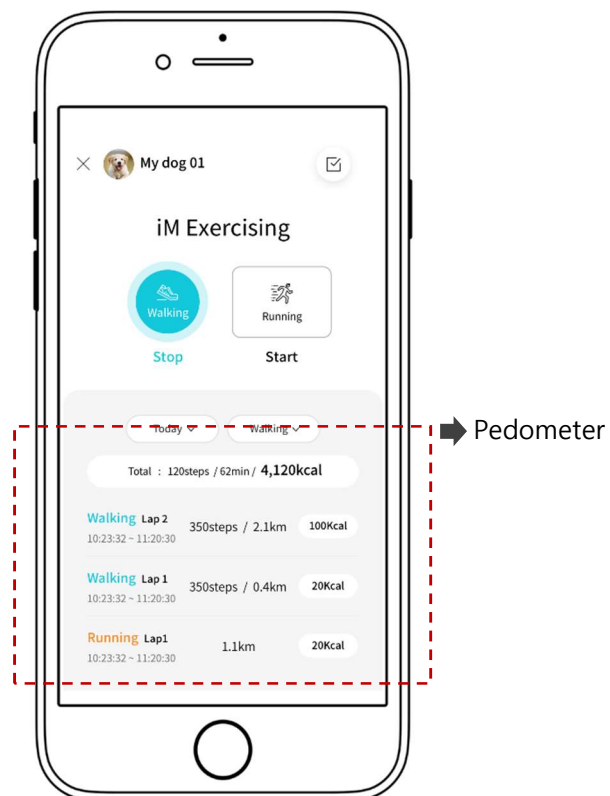 My dog 01
iM Exercising
Walking
Running
Stop
Start
Today
Walking
Pedometer
Total : 120steps / 62min / 4,120kcal
Walking Lap 2
350steps / 2.1km
100Kcal
10:23:32 ~ 11:20:30
Walking Lap 1
350steps / 0.4km
20Kcal
10:23:32 ~ 11:20:30
Running Lap1
1.1km
20Kcal
10:23:32 ~ 11:20:30